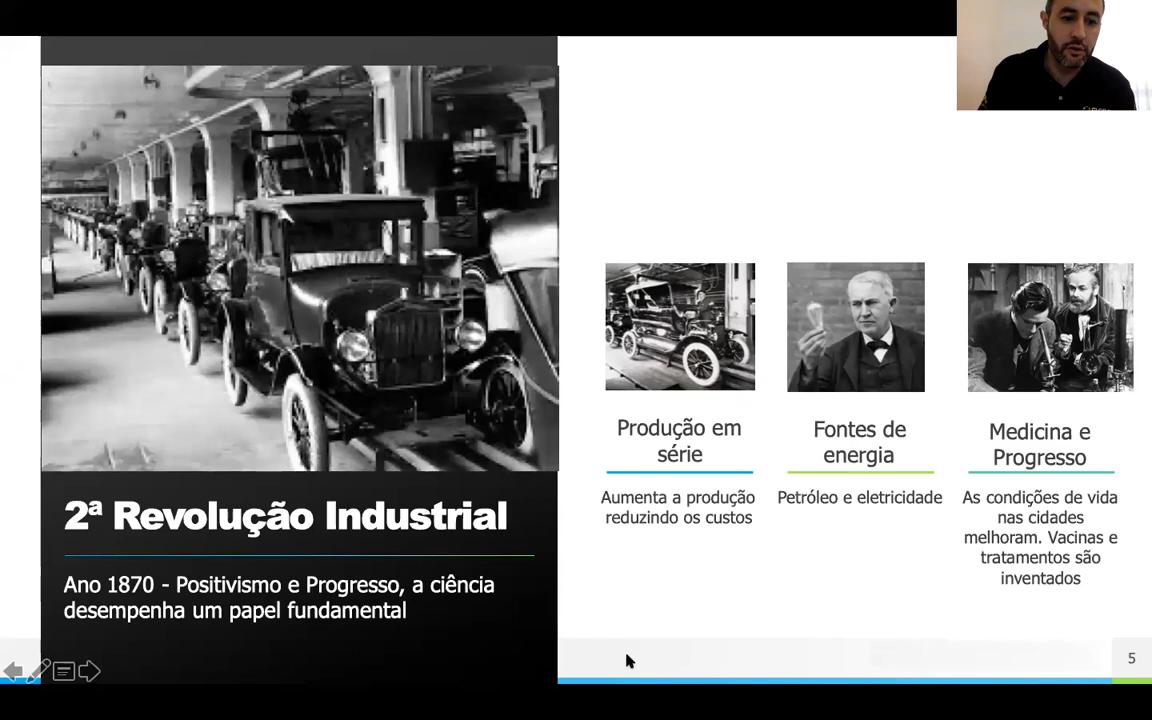 2ª Revolução Industrial
Ano 1870 - Positivismo e Progresso, a ciência
desempenha um papel fundamental
Produção em
série
Aumenta a produção
reduzindo os custos
Fontes de
energia
Petróleo e eletricidade
Medicina e
Progresso
As condições de vida
nas cidades
melhoram. Vacinas e
tratamentos são
inventados
5